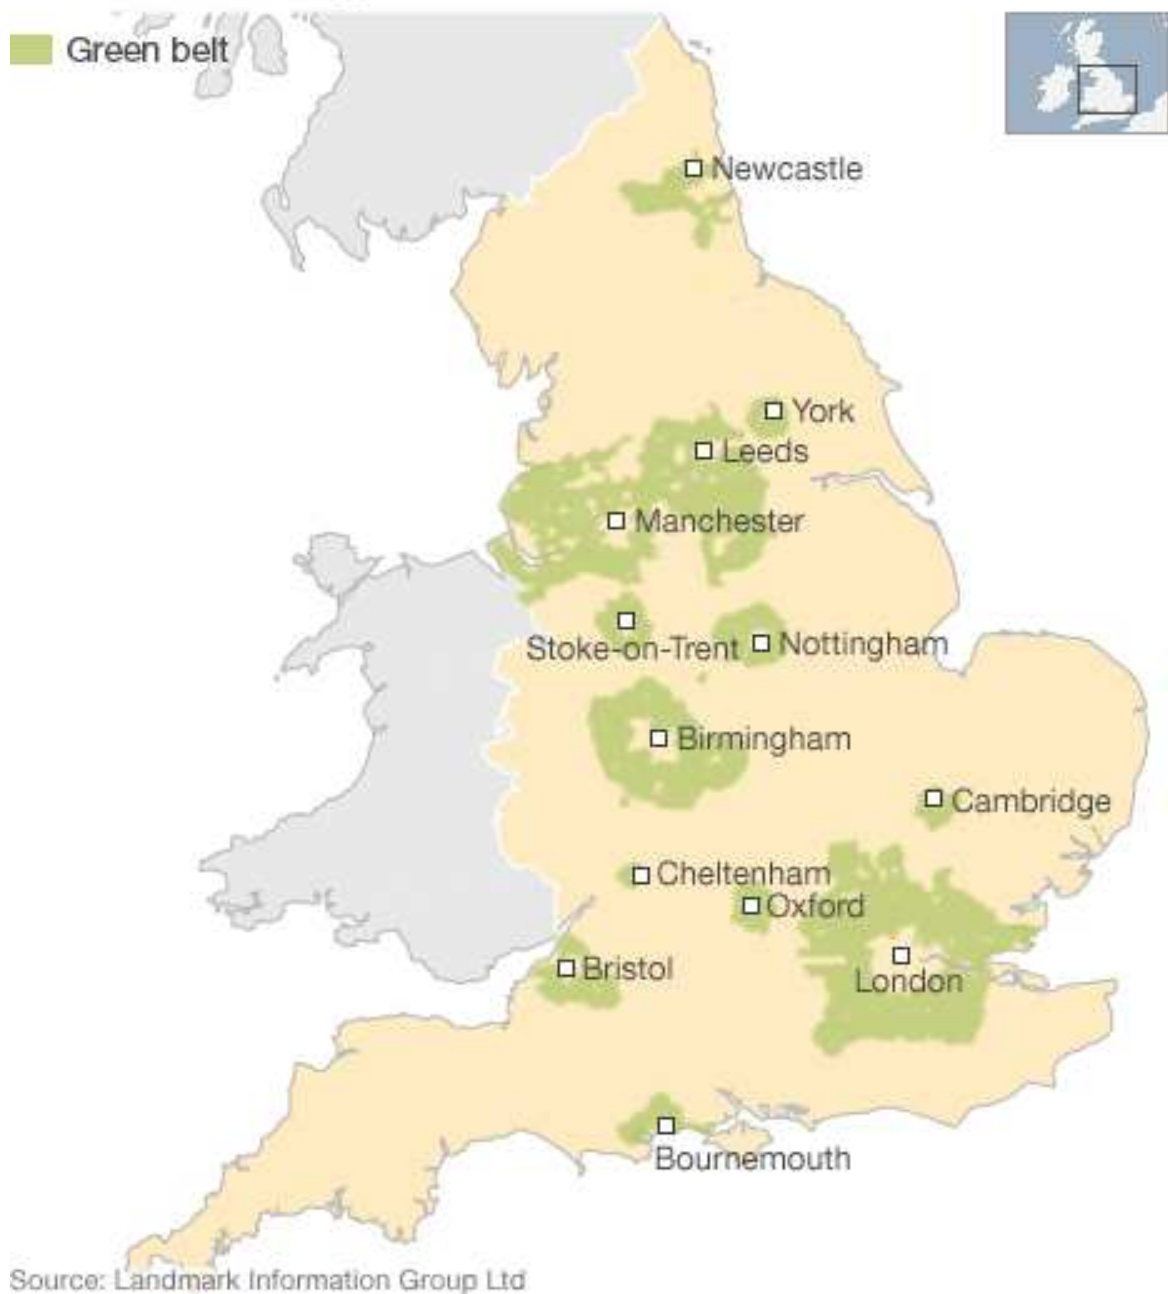 Green belt
Newcastle
York
Leeds
Manchester
Stoke-on-Trent
Nottingham
Birmingham
Cambridge
Cheltenham
Oxford
Bristol
London
Bournemouth
Source: Landmark Information Group Ltd